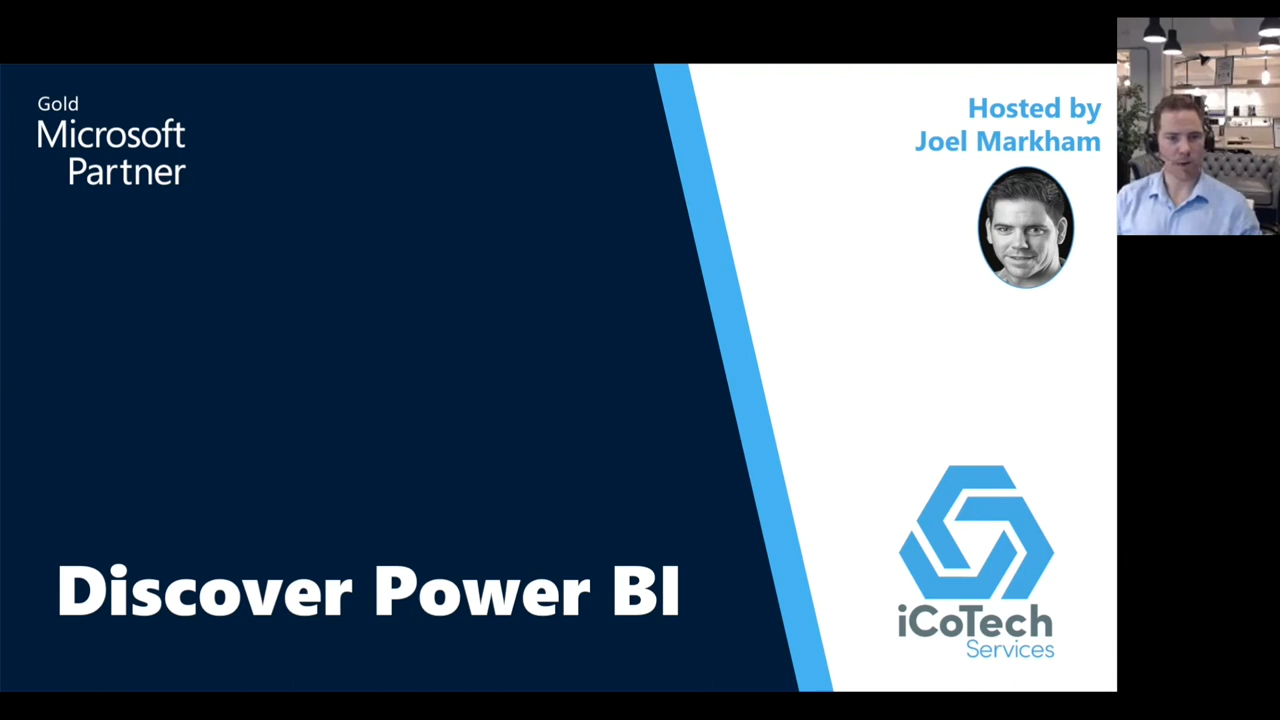 Gold
Microsoft
Partner
Hosted by
Joel Markham
Discover Power BI
iCoTech
Services